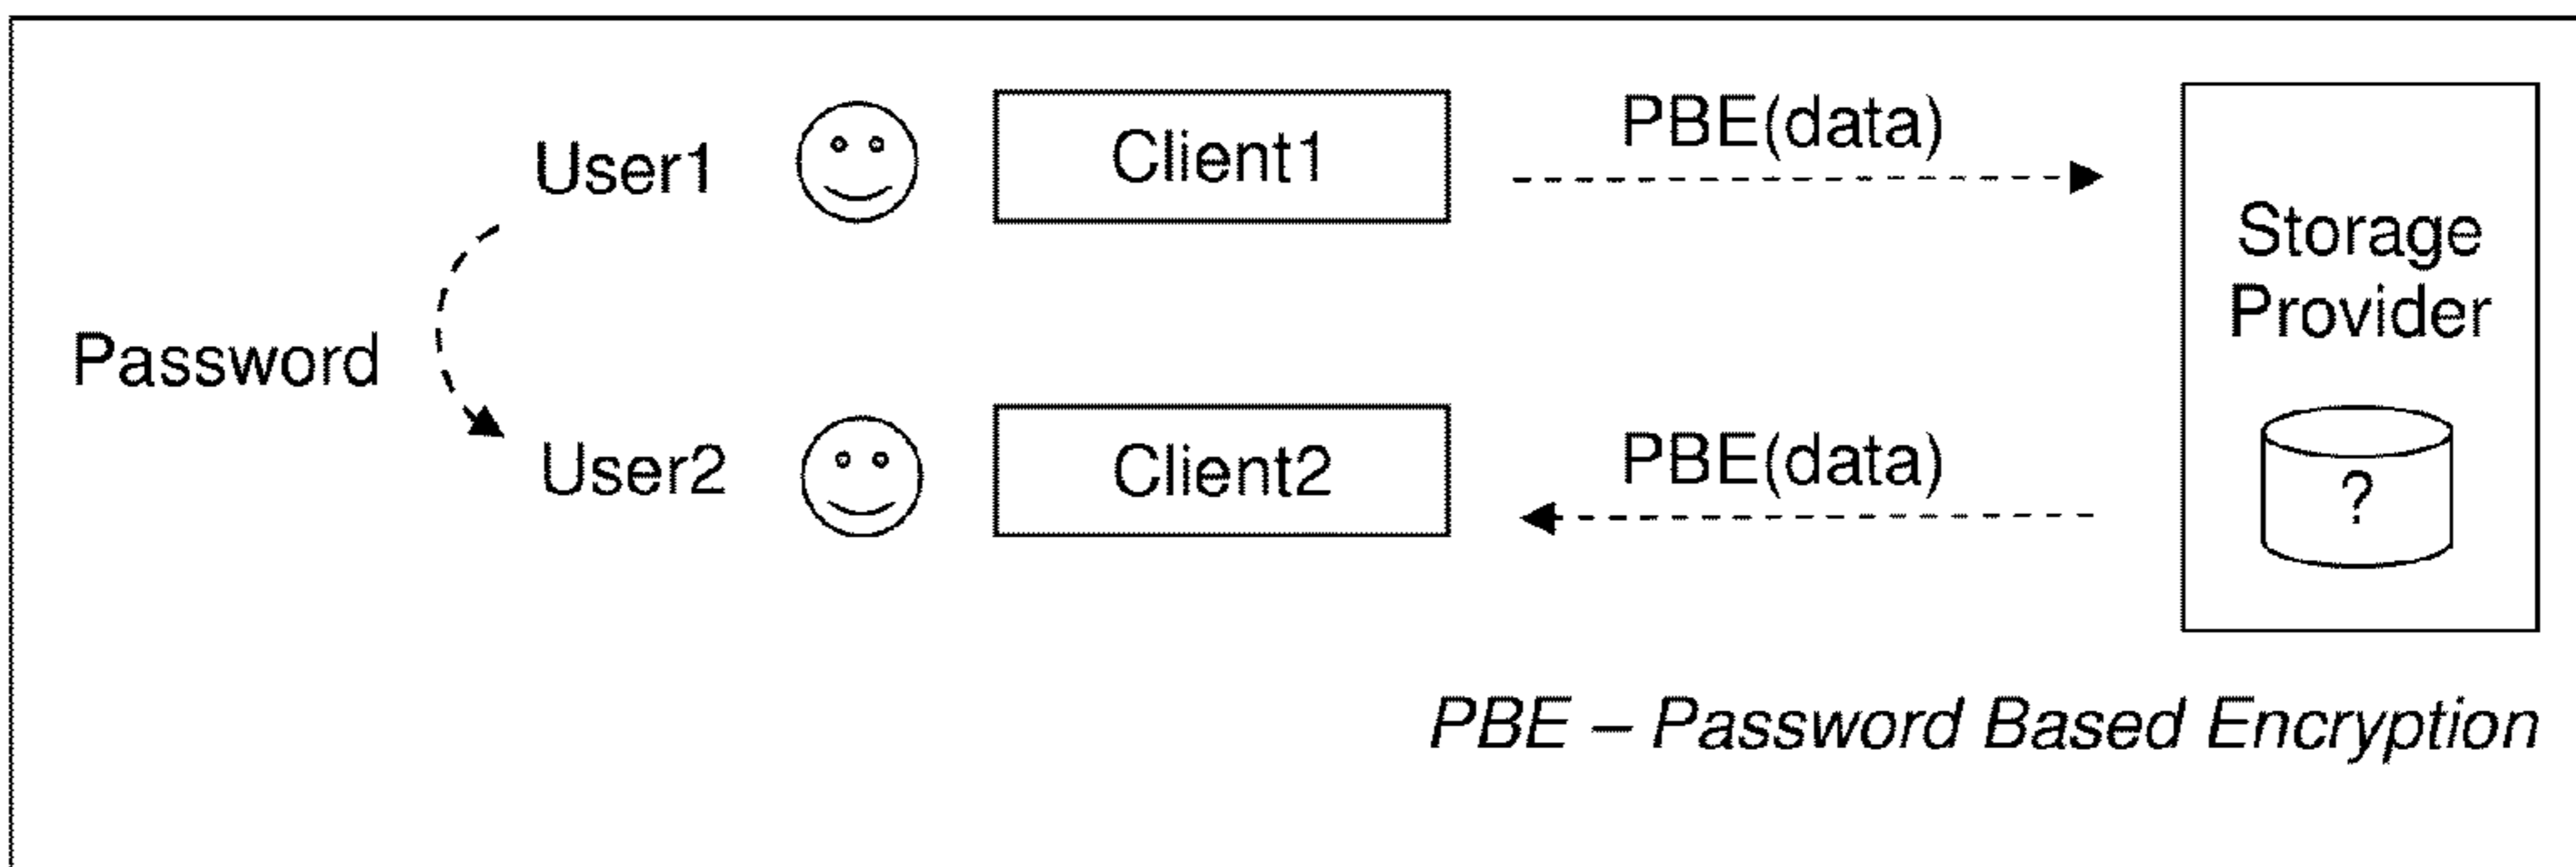 User1
Client1
PBE(data)
Storage
Provider
Password
User2
Client2
PBE(data)
?
PBE – Password Based Encryption